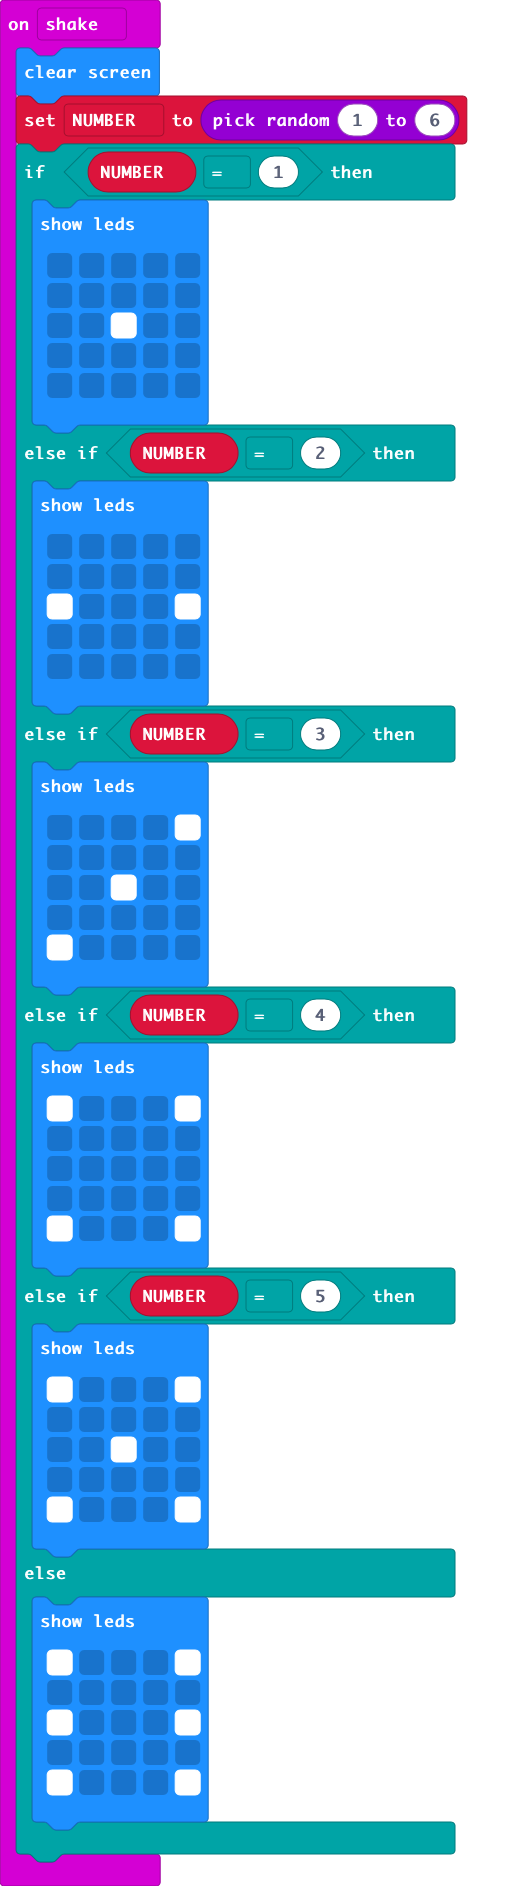 on shake
clear screen
set NUMBER to pick random 1 to 6
if NUMBER = 1 then
show leds
else if NUMBER = 2 then
show leds
else if NUMBER = 3 then
show leds
else if NUMBER = 4 then
show leds
else if NUMBER = 5 then
show leds
else
show leds